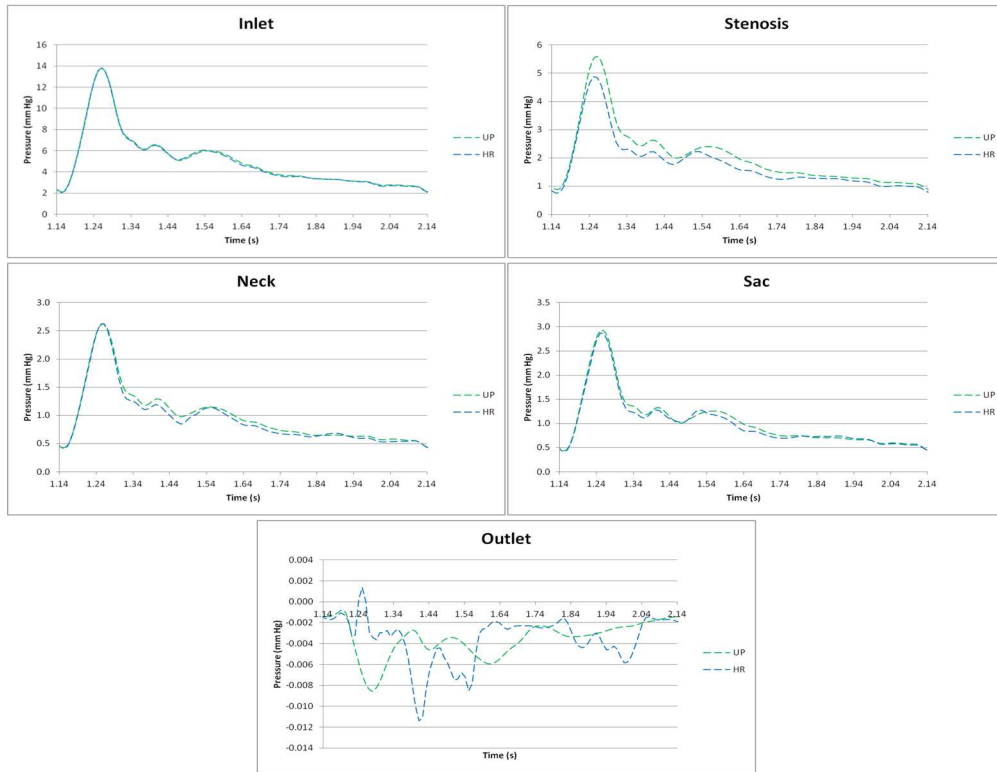 Inlet
16
14
12
10
8
6
4
2
0
Pressure (mm Hg)
1.14 1.24 1.34 1.44 1.54 1.64 1.74 1.84 1.94 2.04 2.14
Time (s)
UP
HR
Stenosis
6
5
4
3
2
1
0
Pressure (mm Hg)
1.14 1.24 1.34 1.44 1.54 1.64 1.74 1.84 1.94 2.04 2.14
Time (s)
UP
HR
Neck
3.0
2.5
2.0
1.5
1.0
0.5
0.0
Pressure (mm Hg)
1.14 1.24 1.34 1.44 1.54 1.64 1.74 1.84 1.94 2.04 2.14
Time (s)
UP
HR
Sac
3.5
3.0
2.5
2.0
1.5
1.0
0.5
0.0
Pressure (mm Hg)
1.14 1.24 1.34 1.44 1.54 1.64 1.74 1.84 1.94 2.04 2.14
Time (s)
UP
HR
Outlet
0.004
0.002
0.000
-0.002
-0.004
-0.006
-0.008
-0.010
-0.012
-0.014
Pressure (mm Hg)
1.14 1.24 1.34 1.44 1.54 1.64 1.74 1.84 1.94 2.04 2.14
Time (s)
UP
HR